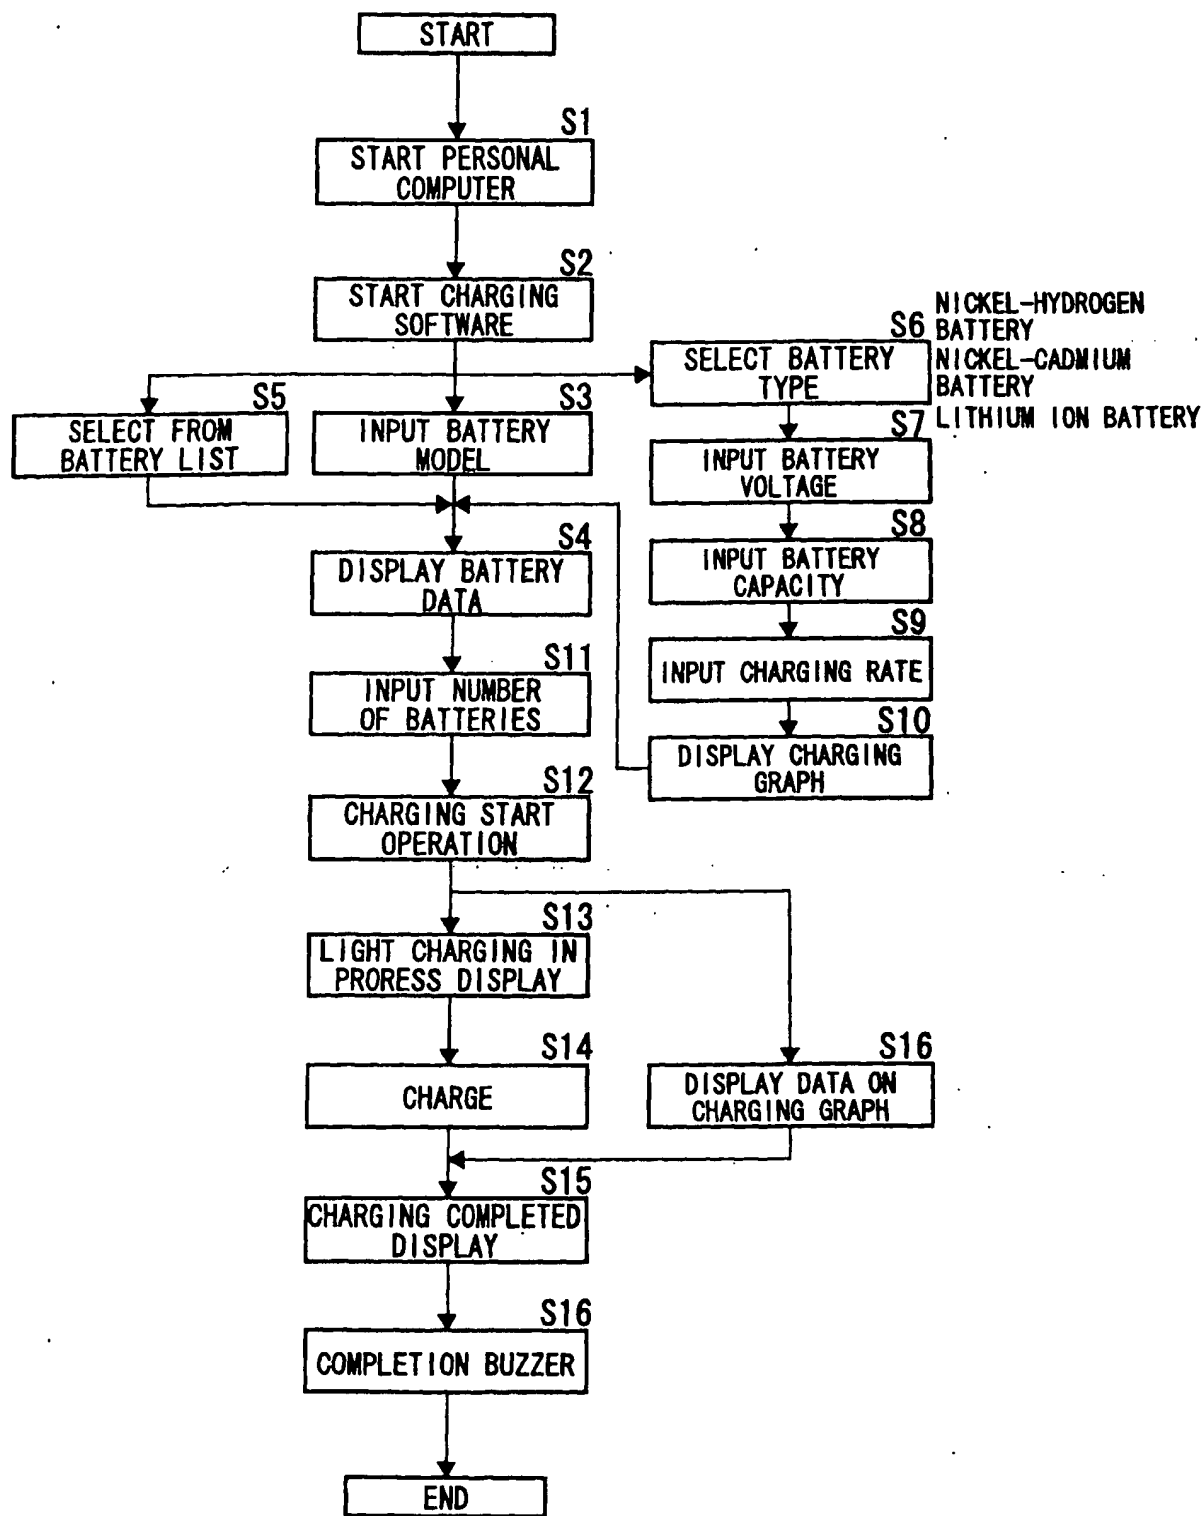 START
S1
START PERSONAL
COMPUTER
S2
START CHARGING
SOFTWARE
S6
NICKEL-HYDROGEN
BATTERY
NICKEL-CADMIUM
BATTERY
LITHIUM ION BATTERY
SELECT BATTERY
TYPE
S5
SELECT FROM
BATTERY LIST
S3
INPUT BATTERY
MODEL
S7
INPUT BATTERY
VOLTAGE
S4
DISPLAY BATTERY
DATA
S8
INPUT BATTERY
CAPACITY
S11
INPUT NUMBER
OF BATTERIES
S9
INPUT CHARGING RATE
S10
DISPLAY CHARGING
GRAPH
S12
CHARGING START
OPERATION
S13
LIGHT CHARGING IN
PRORESS DISPLAY
S14
CHARGE
S16
DISPLAY DATA ON
CHARGING GRAPH
S15
CHARGING COMPLETED
DISPLAY
S16
COMPLETION BUZZER
END